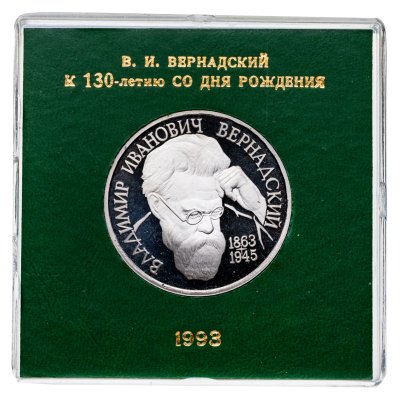 В. И. ВЕРНАДСКИЙ
К 130-летию СО ДНЯ РОЖДЕНИЯ
ВЛАДИМИР ИВАНОВИЧ ВЕРНАДСКИЙ
1863
1945
1993